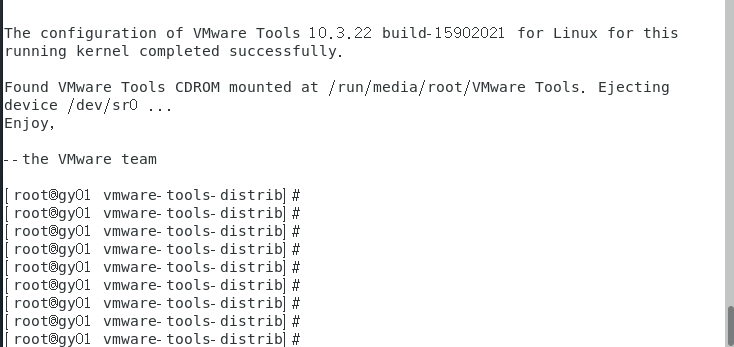 The configuration of VMware Tools 10.3.22 build-15902021 for Linux for this
running kernel completed successfully.
Found VMware Tools CDROM mounted at /run/media/root/VMware Tools. Ejecting
device /dev/sr0 ...
Enjoy,
--the VMware team
[root@gy01 vmware-tools-distrib]#
[root@gy01 vmware-tools-distrib]#
[root@gy01 vmware-tools-distrib]#
[root@gy01 vmware-tools-distrib]#
[root@gy01 vmware-tools-distrib]#
[root@gy01 vmware-tools-distrib]#
[root@gy01 vmware-tools-distrib]#
[root@gy01 vmware-tools-distrib]#
[root@gy01 vmware-tools-distrib]#